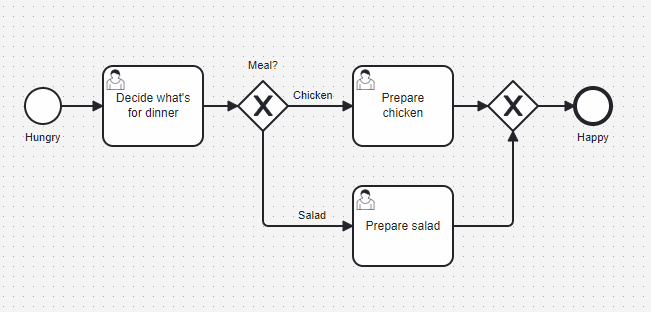 Meal?
Hungry
Decide what's
for dinner
Chicken
Prepare
chicken
Happy
Salad
Prepare salad